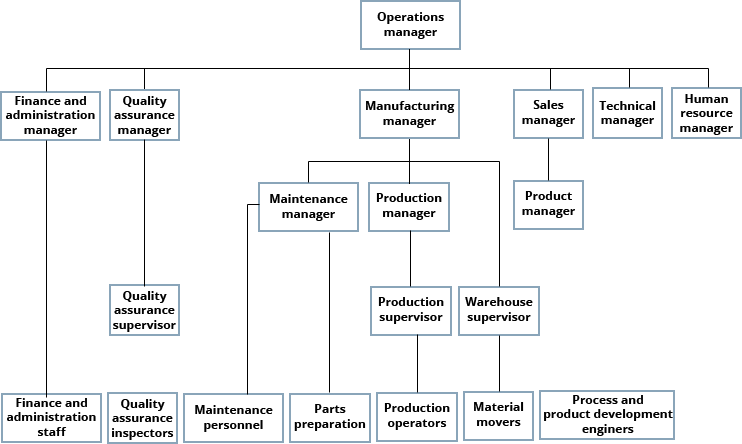 Operations
manager
Finance and
administration
manager
Quality
assurance
manager
Manufacturing
manager
Sales
manager
Technical
manager
Human
resource
manager
Maintenance
manager
Production
manager
Product
manager
Quality
assurance
supervisor
Production
supervisor
Warehouse
supervisor
Finance and
administration
staff
Quality
assurance
inspectors
Maintenance
personnel
Parts
preparation
Production
operators
Material
movers
Process and
product development
enginers